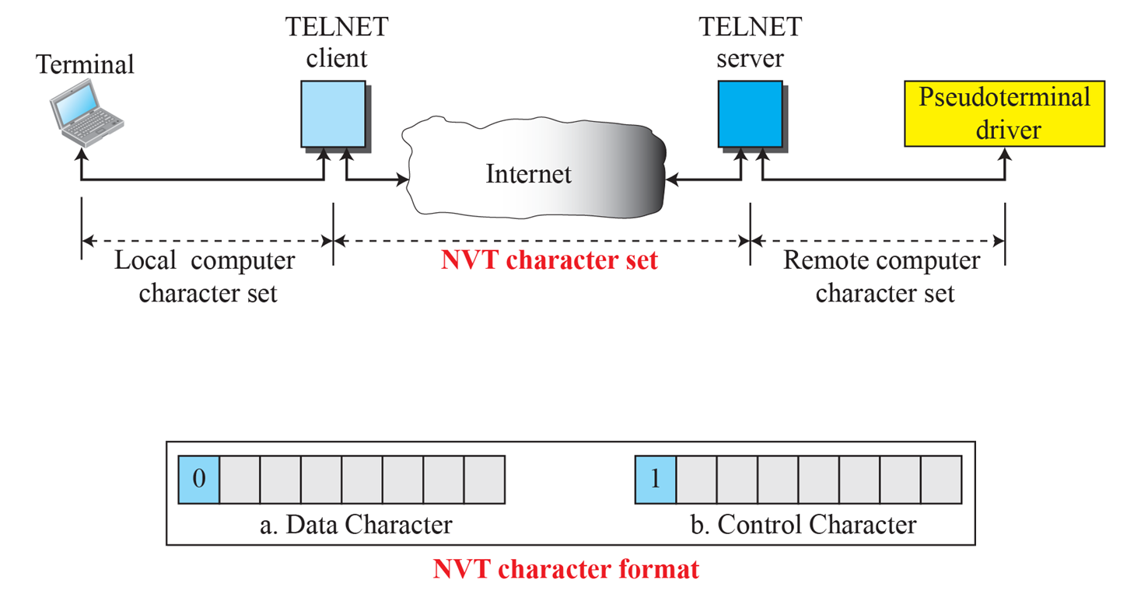 Terminal
TELNET
client
TELNET
server
Pseudoterminal
driver
Internet
Local computer
character set
NVT character set
Remote computer
character set
0
a. Data Character
1
b. Control Character
NVT character format